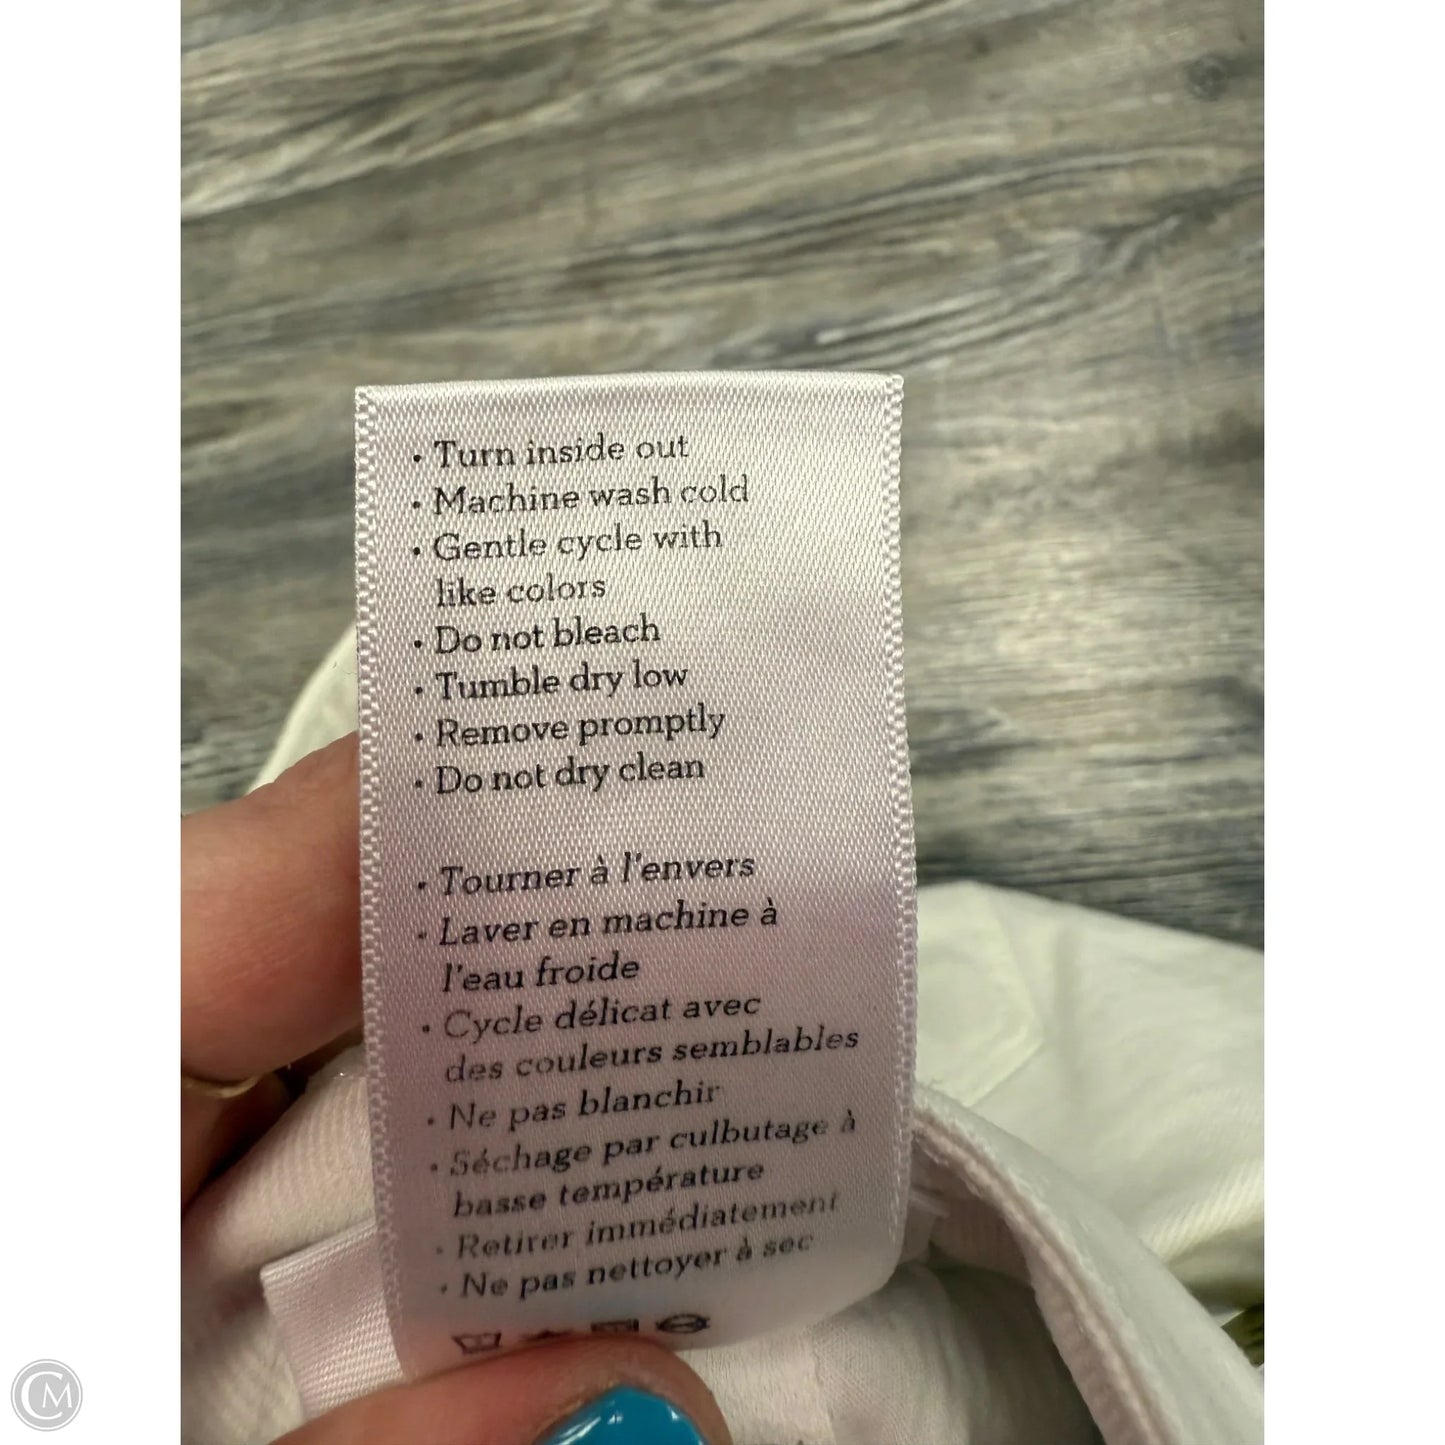 • Turn inside out
• Machine wash cold
• Gentle cycle with
like colors
• Do not bleach
• Tumble dry low
• Remove promptly
• Do not dry clean
• Tourner à l'envers
• Laver en machine à
l'eau froide
• Cycle délicat avec
des couleurs semblables
• Ne pas blanchir
• Séchage par culbutage à
basse température
• Retirer immédiatement
• Ne pas nettoyer à sec
CM